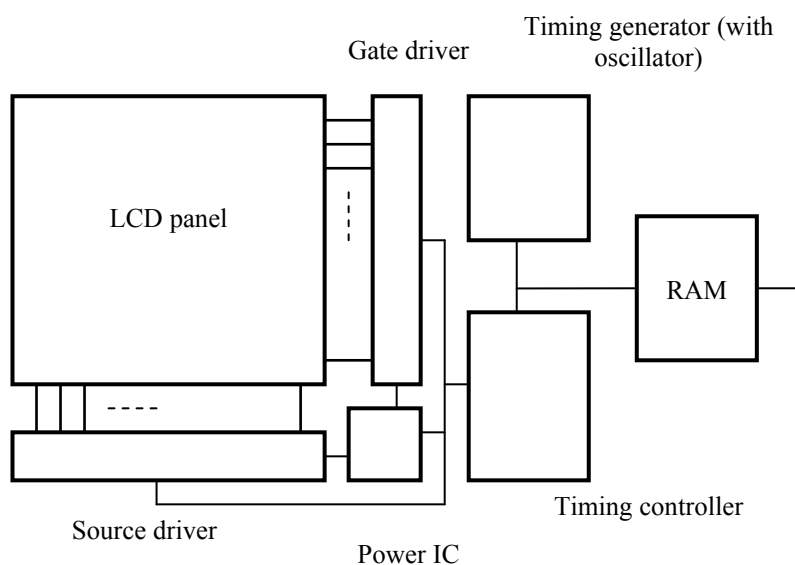 Timing generator (with
oscillator)
Gate driver
LCD panel
RAM
Timing controller
Source driver
Power IC